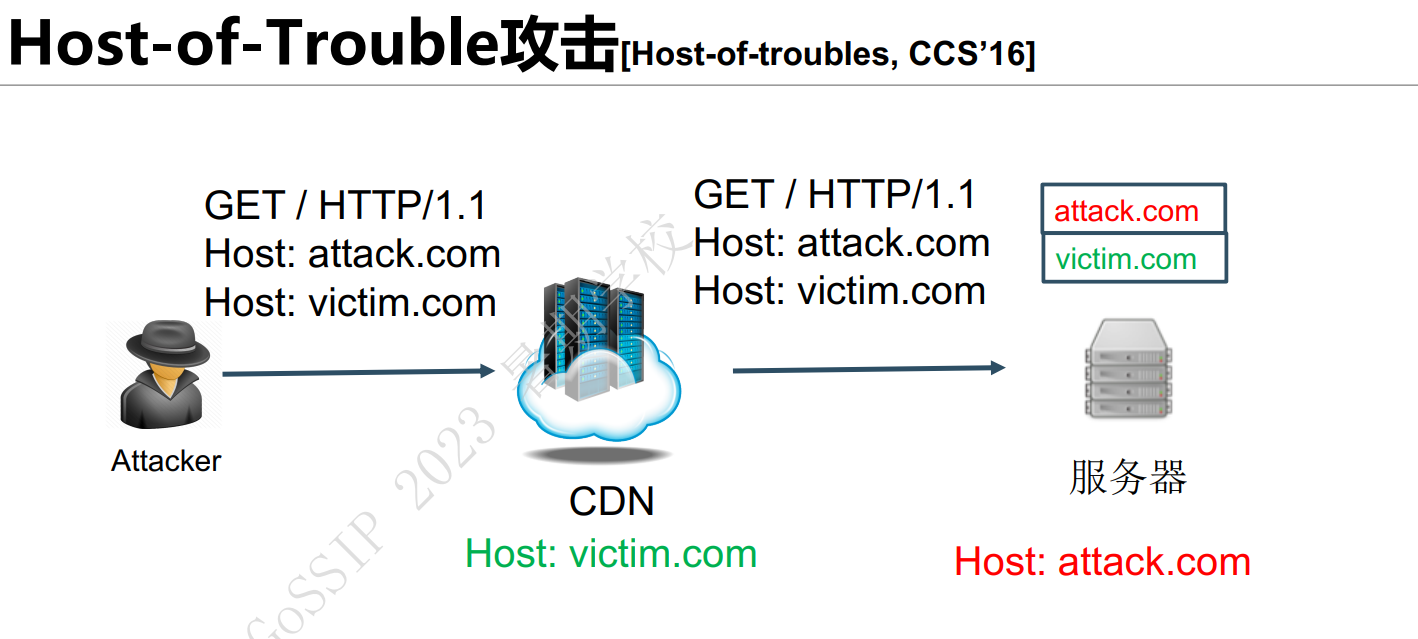 Host-of-Trouble攻击[Host-of-troubles, CCS’16]
GET / HTTP/1.1
Host: attack.com
Host: victim.com
GET / HTTP/1.1
Host: attack.com
Host: victim.com
attack.com
victim.com
Attacker
CDN
Host: victim.com
服务器
Host: attack.com
GoSSIP 2023 暑期学校